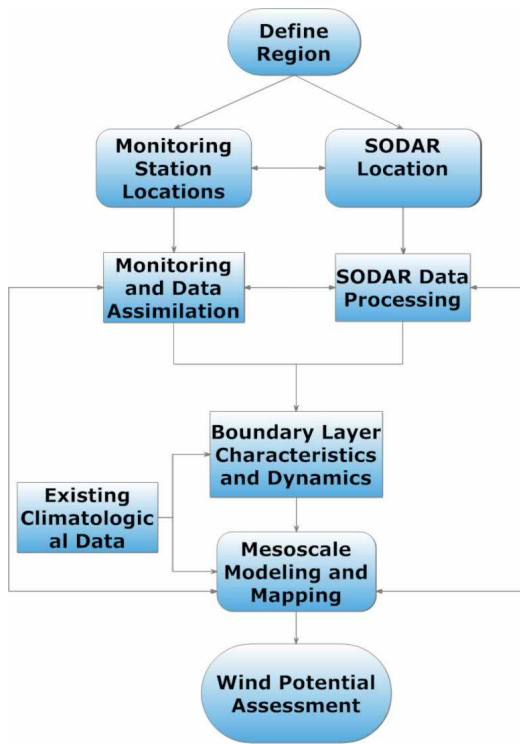 Define
Region
Monitoring
Station
Locations
SODAR
Location
Monitoring
and Data
Assimilation
SODAR Data
Processing
Boundary Layer
Characteristics
and Dynamics
Existing
Climatologic
al Data
Mesoscale
Modeling and
Mapping
Wind Potential
Assessment